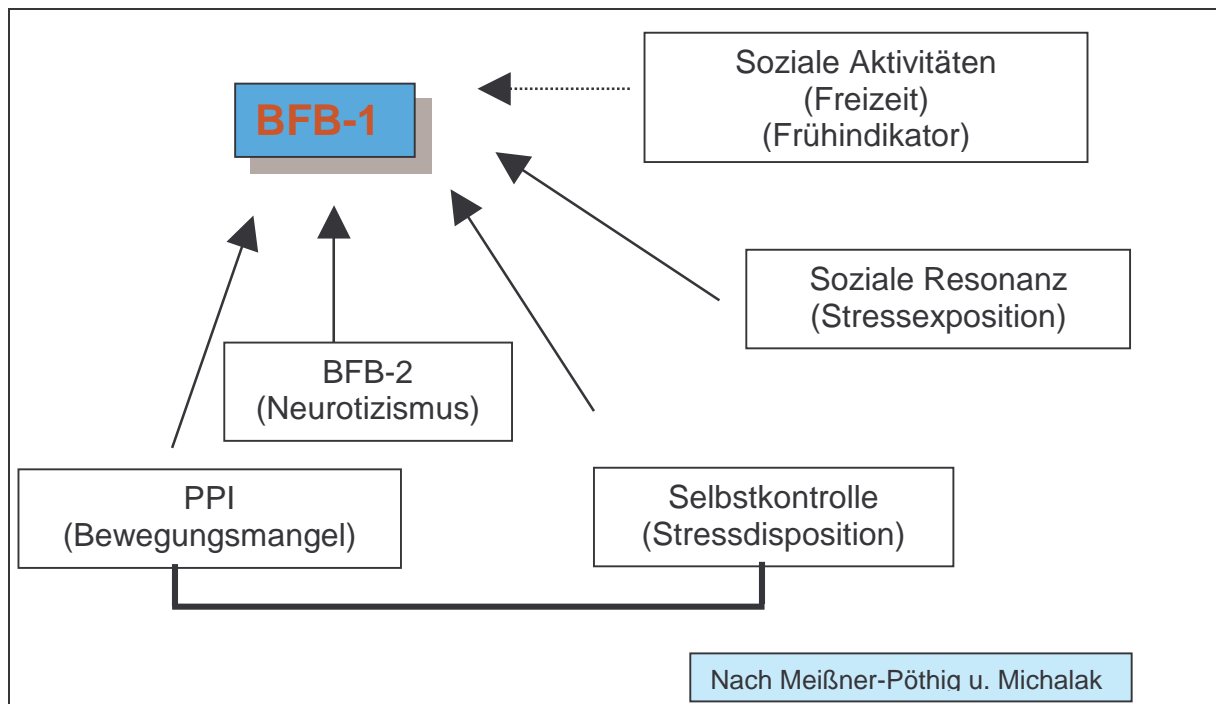 BFB-1
Soziale Aktivitäten
(Freizeit)
(Frühindikator)
Soziale Resonanz
(Stressexposition)
BFB-2
(Neurotizismus)
PPI
(Bewegungsmangel)
Selbstkontrolle
(Stressdisposition)
Nach Meißner-Pöthig u. Michalak